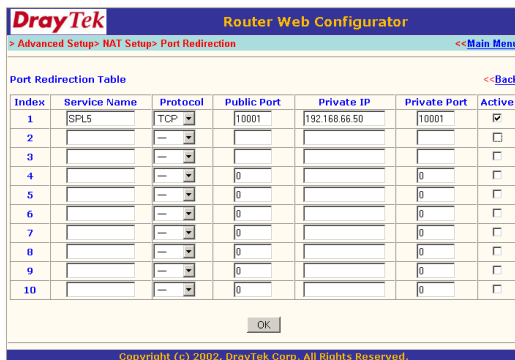 DrayTek Router Web Configurator
> Advanced Setup> NAT Setup> Port Redirection <<Main Menu
Port Redirection Table <<Back
Index Service Name Protocol Public Port Private IP Private Port Active
1 SPL5 TCP 10001 192.168.66.50 10001
2 ---
3 ---
4 --- 0 0
5 --- 0 0
6 --- 0 0
7 --- 0 0
8 --- 0 0
9 --- 0 0
10 --- 0 0
OK
Copyright (c) 2002, DrayTek Corp. All Rights Reserved.